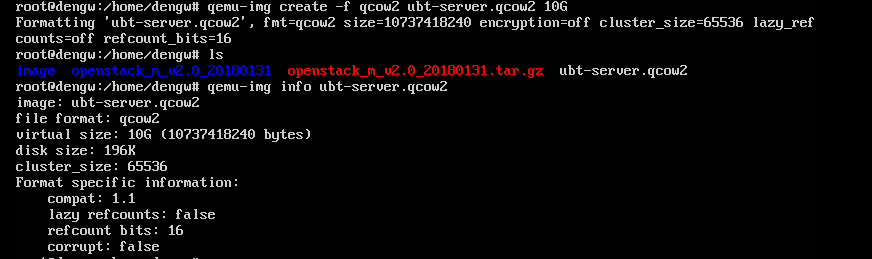 root@dengw:/home/dengw# qemu-img create -f qcow2 ubt-server.qcow2 10G
Formatting 'ubt-server.qcow2', fmt=qcow2 size=10737418240 encryption=off cluster_size=65536 lazy_ref
counts=off refcount_bits=16
root@dengw:/home/dengw# ls
image  openstack_m_v2.0_20180131  openstack_m_v2.0_20180131.tar.gz  ubt-server.qcow2
root@dengw:/home/dengw# qemu-img info ubt-server.qcow2
image: ubt-server.qcow2
file format: qcow2
virtual size: 10G (10737418240 bytes)
disk size: 196K
cluster_size: 65536
Format specific information:
    compat: 1.1
    lazy refcounts: false
    refcount bits: 16
    corrupt: false